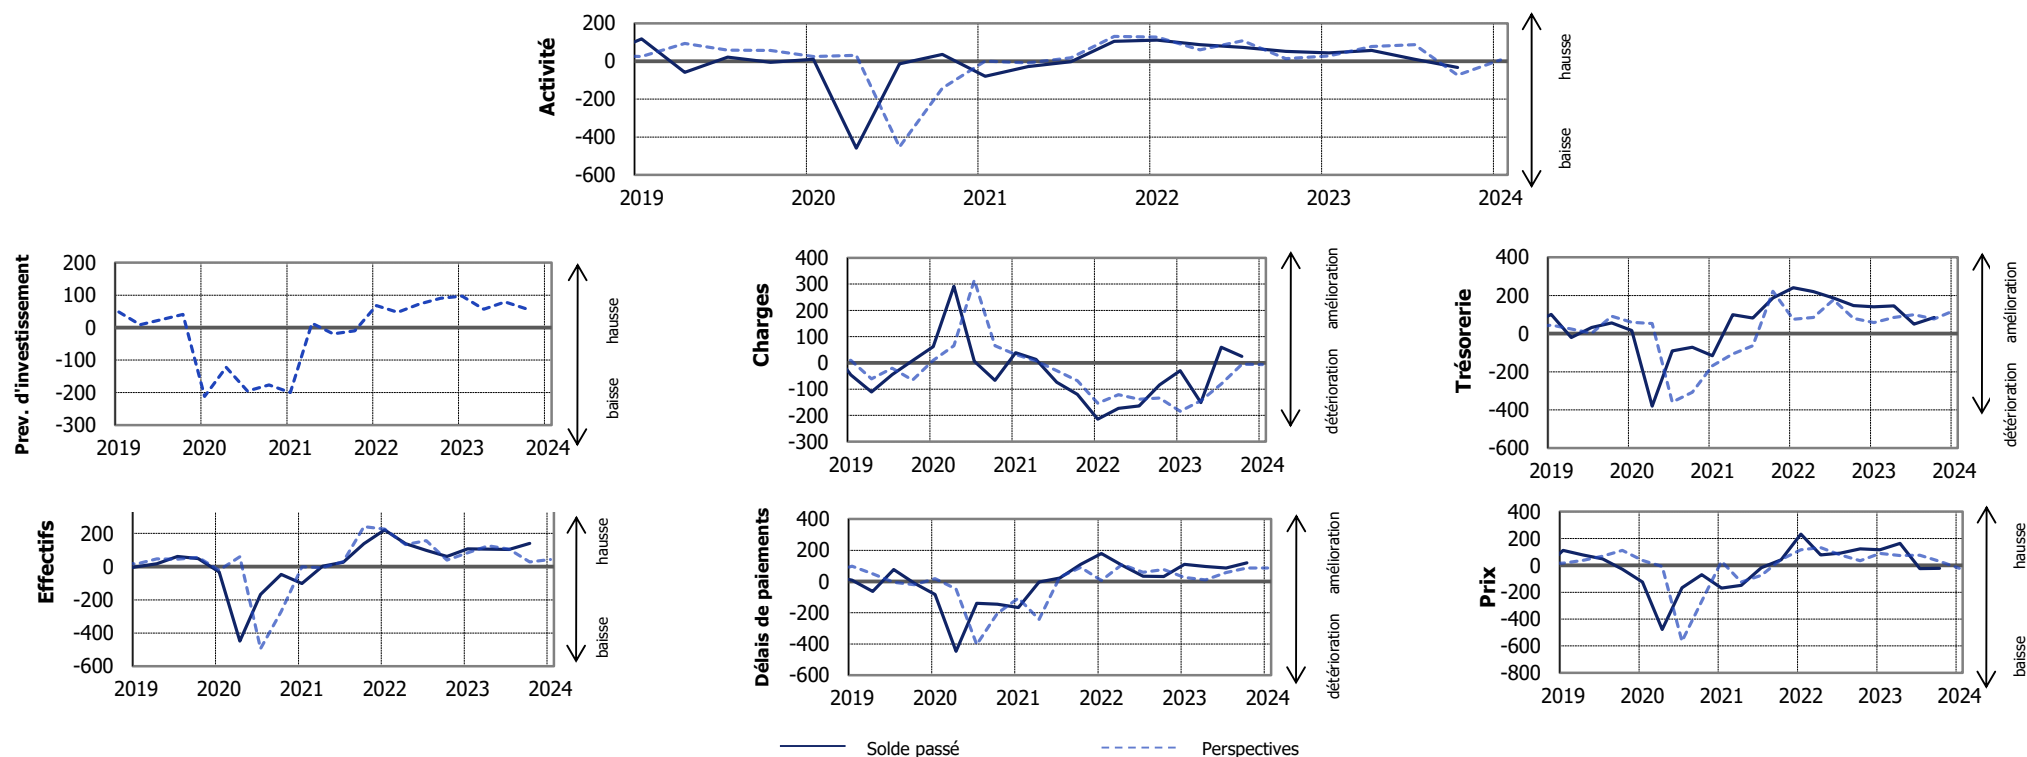 Activité
200
0
-200
-400
-600
2019 2020 2021 2022 2023 2024
hausse
baisse
Prev. d'investissement
200
100
0
-100
-200
-300
2019 2020 2021 2022 2023 2024
hausse
baisse
Charges
400
300
200
100
0
-100
-200
-300
2019 2020 2021 2022 2023 2024
amélioration
détérioration
Trésorerie
400
200
0
-200
-400
-600
2019 2020 2021 2022 2023 2024
amélioration
détérioration
Effectifs
200
0
-200
-400
-600
2019 2020 2021 2022 2023 2024
hausse
baisse
Délais de paiements
400
200
0
-200
-400
-600
2019 2020 2021 2022 2023 2024
amélioration
détérioration
Prix
400
200
0
-200
-400
-600
-800
2019 2020 2021 2022 2023 2024
hausse
baisse
Solde passé Perspectives